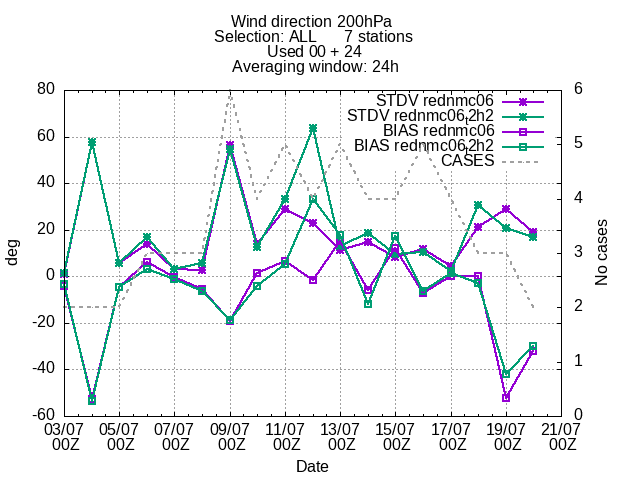 Wind direction 200hPa
Selection: ALL 7 stations
Used 00 + 24
Averaging window: 24h
STDV rednmc06
STDV rednmc06t2h2
BIAS rednmc06
BIAS rednmc06t2h2
CASES
80
60
40
20
0
-20
-40
-60
deg
6
5
4
3
2
1
0
No cases
03/07 05/07 07/07 09/07 11/07 13/07 15/07 17/07 19/07 21/07
00Z 00Z 00Z 00Z 00Z 00Z 00Z 00Z 00Z 00Z
Date